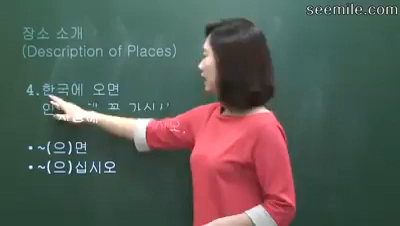 seemile.com
장소 소개
(Description of Places)
4.한국에 오면
꼭
•~(으)면
•~(으)십시오